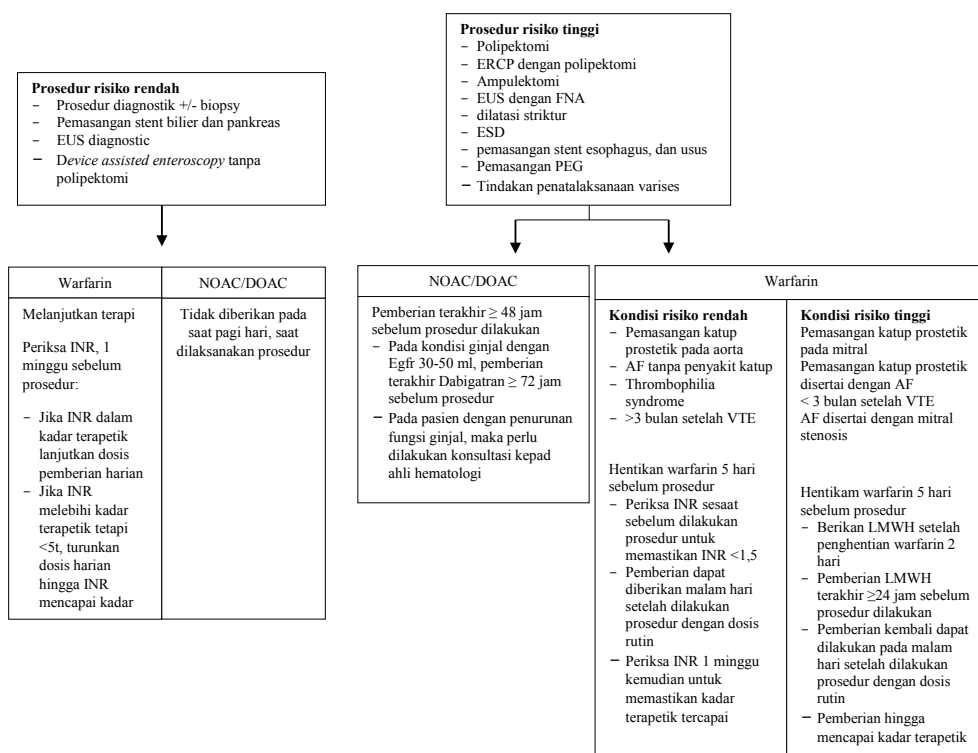 Prosedur risiko rendah
– Prosedur diagnostik +/- biopsy
– Pemasangan stent bilier dan pankreas
– EUS diagnostic
– Device assisted enteroscopy tanpa
polipektomi
Prosedur risiko tinggi
– Polipektomi
– ERCP dengan polipektomi
– Ampulektomi
– EUS dengan FNA
– dilatasi striktur
– ESD
– pemasangan stent esophagus, dan usus
– Pemasangan PEG
– Tindakan penatalaksanaan varises
Warfarin
Melanjutkan terapi
Periksa INR, 1
minggu sebelum
prosedur:
– Jika INR dalam
kadar terapetik
lanjutkan dosis
pemberian harian
– Jika INR
melebihi kadar
terapetik tetapi
<5t, turunkan
dosis harian
hingga INR
mencapai kadar
NOAC/DOAC
Tidak diberikan pada
saat pagi hari, saat
dilaksanakan prosedur
NOAC/DOAC
Pemberian terakhir ≥ 48 jam
sebelum prosedur dilakukan
– Pada kondisi ginjal dengan
Egfr 30-50 ml, pemberian
terakhir Dabigatran ≥ 72 jam
sebelum prosedur
– Pada pasien dengan penurunan
fungsi ginjal, maka perlu
dilakukan konsultasi kepad
ahli hematologi
Warfarin
Kondisi risiko rendah
– Pemasangan katup
prostetik pada aorta
– AF tanpa penyakit katup
– Thrombophilia
syndrome
– >3 bulan setelah VTE
Hentikan warfarin 5 hari
sebelum prosedur
– Periksa INR sesaat
sebelum dilakukan
prosedur untuk
memastikan INR <1,5
– Pemberian dapat
diberikan malam hari
setelah dilakukan
prosedur dengan dosis
rutin
– Periksa INR 1 minggu
kemudian untuk
memastikan kadar
terapetik tercapai
Kondisi risiko tinggi
Pemasangan katup prostetik
pada mitral
Pemasangan katup prostetik
disertai dengan AF
< 3 bulan setelah VTE
AF disertai dengan mitral
stenosis
Hentikam warfarin 5 hari
sebelum prosedur
– Berikan LMWH setelah
penghentian warfarin 2
hari
– Pemberian LMWH
terakhir ≥24 jam sebelum
prosedur dilakukan
– Pemberian kembali dapat
dilakukan pada malam
hari setelah dilakukan
prosedur dengan dosis
rutin
– Pemberian hingga
mencapai kadar terapetik